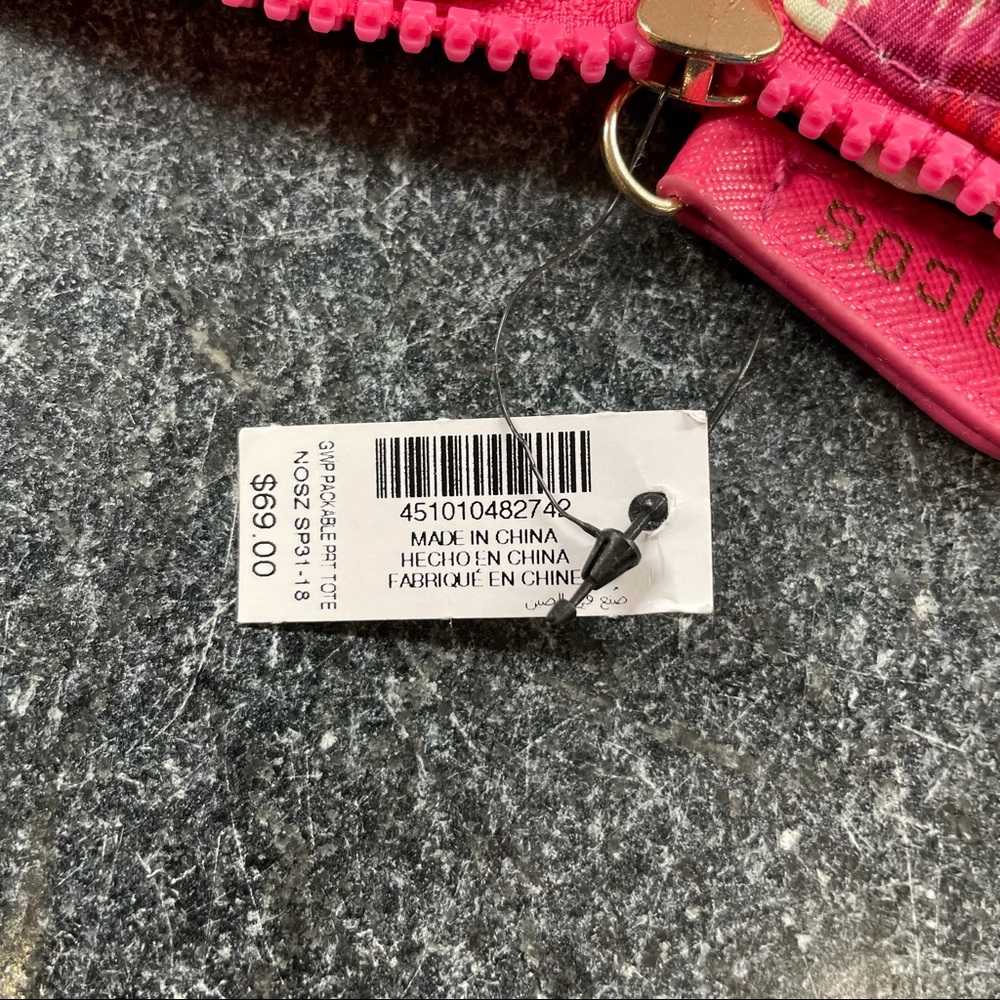 451010482742
MADE IN CHINA
HECHO EN CHINA
FABRIQUÉ EN CHINE
صنع في الصين
GWP PACKABLE PRT TOTE
NOSZ SP31-18
$69.00